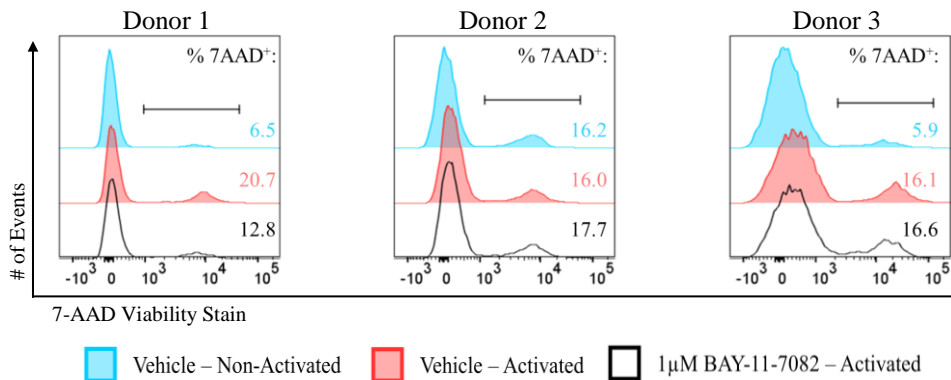 Donor 1 Donor 2 Donor 3
% 7AAD⁺: % 7AAD⁺: % 7AAD⁺:
6.5 16.2 5.9
20.7 16.0 16.1
12.8 17.7 16.6
# of Events
-10³ 0 10³ 10⁴ 10⁵ -10³ 0 10³ 10⁴ 10⁵ -10³ 0 10³ 10⁴ 10⁵
7-AAD Viability Stain
Vehicle – Non-Activated Vehicle – Activated 1µM BAY-11-7082 – Activated